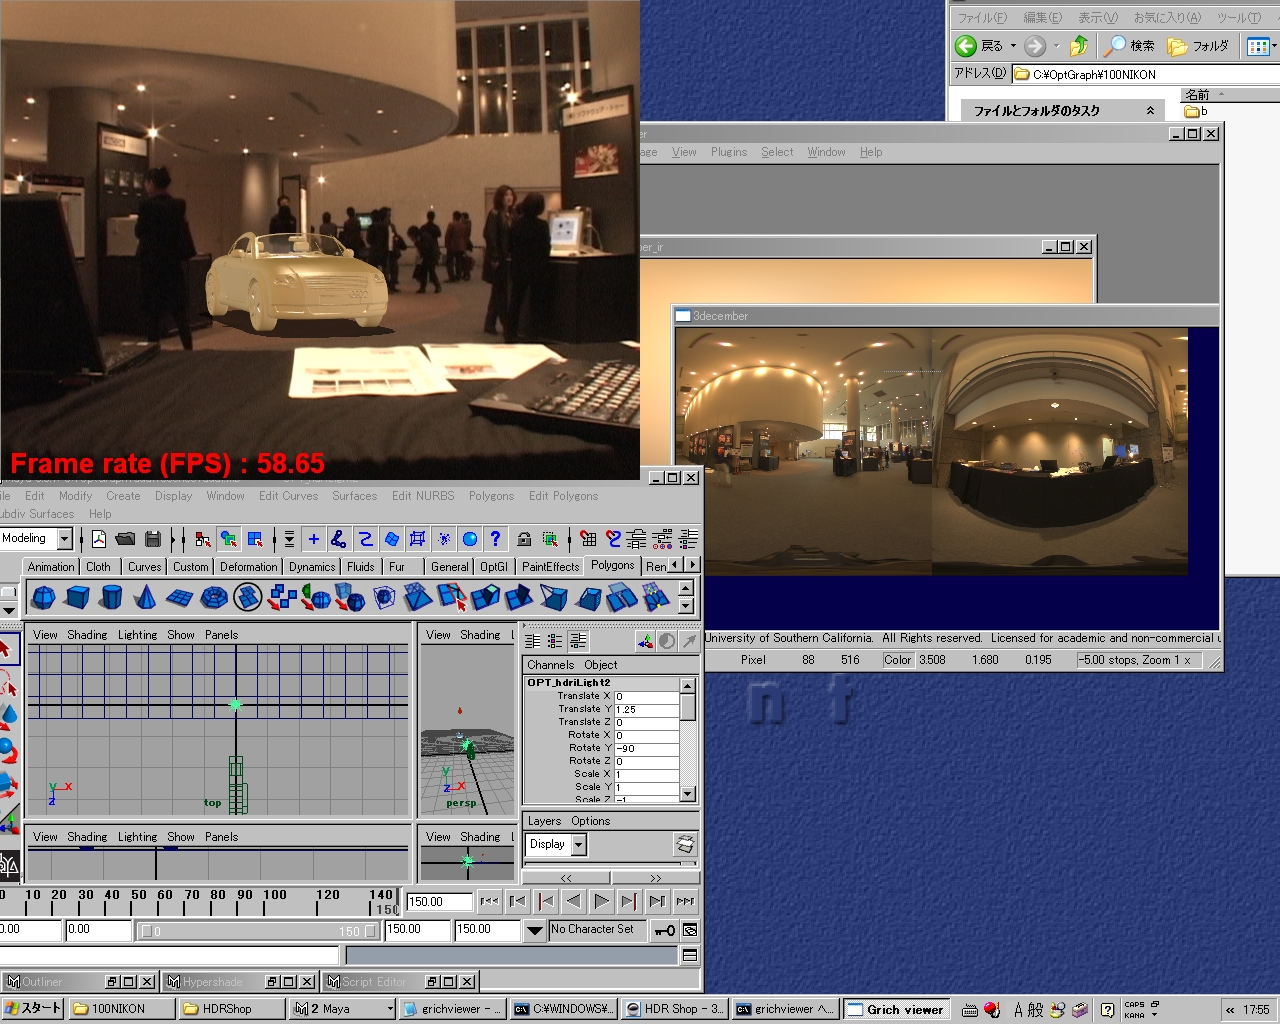 ファイル(F) 編集(E) 表示(V) お気に入り(A) ツール(T)
戻る 検索 フォルダ
アドレス(D) C:¥OptGraph¥100NIKON
ファイルとフォルダのタスク
名前
b
View Plugins Select Window Help
3december
Frame rate (FPS) : 58.65
Edit Modify Create Display Window Edit Curves Surfaces Edit NURBS Polygons Edit Polygons
Subdiv Surfaces Help
Modeling
Animation Cloth Curves Custom Deformation Dynamics Fluids Fur General OptGl PaintEffects Polygons Ren
View Shading Lighting Show Panels
View Shading
Channels Object
OPT_hdriLight2
Translate X 0
Translate Y 1.25
Translate Z 0
Rotate X 0
Rotate Y -90
Rotate Z 0
Scale X 1
Scale Y 1
Scale Z -1
top
persp
y x z
y x z
Layers Options
Display
View Shading Lighting Show Panels
View Shading
<< >>
10 20 30 40 50 60 70 80 90 100 120 140
150
150.00
0.00 0.00 0 150 150.00 150.00 No Character Set
Outliner Hypershade Script Editor
University of Southern California. All Rights reserved. Licensed for academic and non-commercial
Pixel 88 516 Color 3.508 1.680 0.195 -5.00 stops, Zoom 1 x
n f
スタート 100NIKON HDRShop 2 Maya grichviewer - ... C:¥WINDOWS¥... HDR Shop - 3... grichviewer へ... Grich viewer A 般 CAPS KANA « 17:55